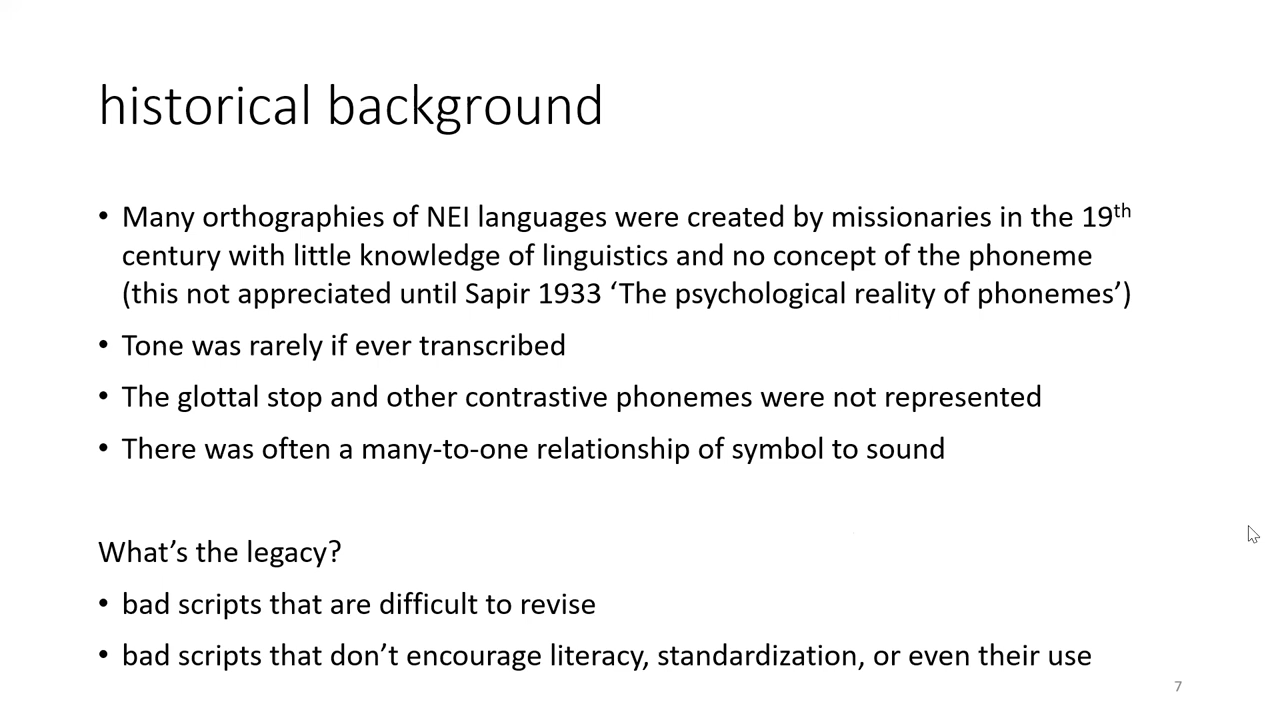 historical background
• Many orthographies of NEI languages were created by missionaries in the 19th
century with little knowledge of linguistics and no concept of the phoneme
(this not appreciated until Sapir 1933 ‘The psychological reality of phonemes’)
• Tone was rarely if ever transcribed
• The glottal stop and other contrastive phonemes were not represented
• There was often a many-to-one relationship of symbol to sound
What’s the legacy?
• bad scripts that are difficult to revise
• bad scripts that don’t encourage literacy, standardization, or even their use
7